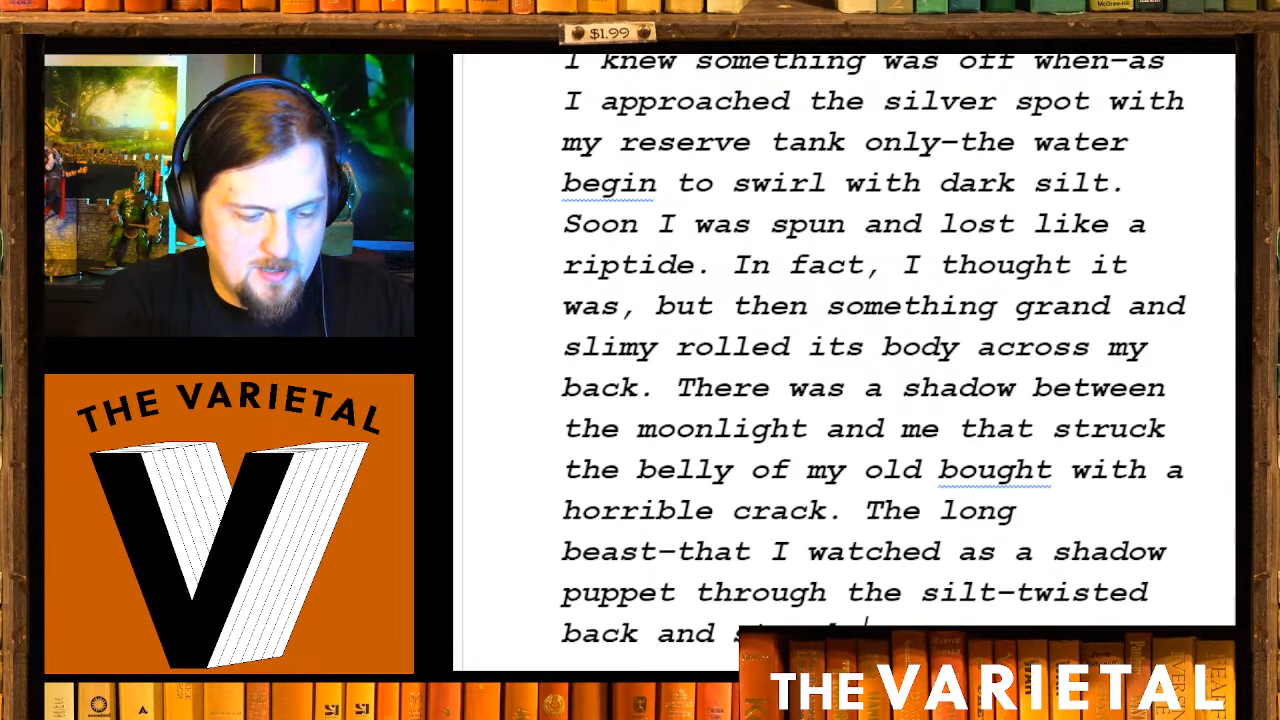 McGraw-Hill
$1.99
I knew something was off when-as
I approached the silver spot with
my reserve tank only-the water
begin to swirl with dark silt.
Soon I was spun and lost like a
riptide. In fact, I thought it
was, but then something grand and
slimy rolled its body across my
back. There was a shadow between
the moonlight and me that struck
the belly of my old bought with a
horrible crack. The long
beast-that I watched as a shadow
puppet through the silt-twisted
back and
THE VARIETAL
V
THE VARIETAL